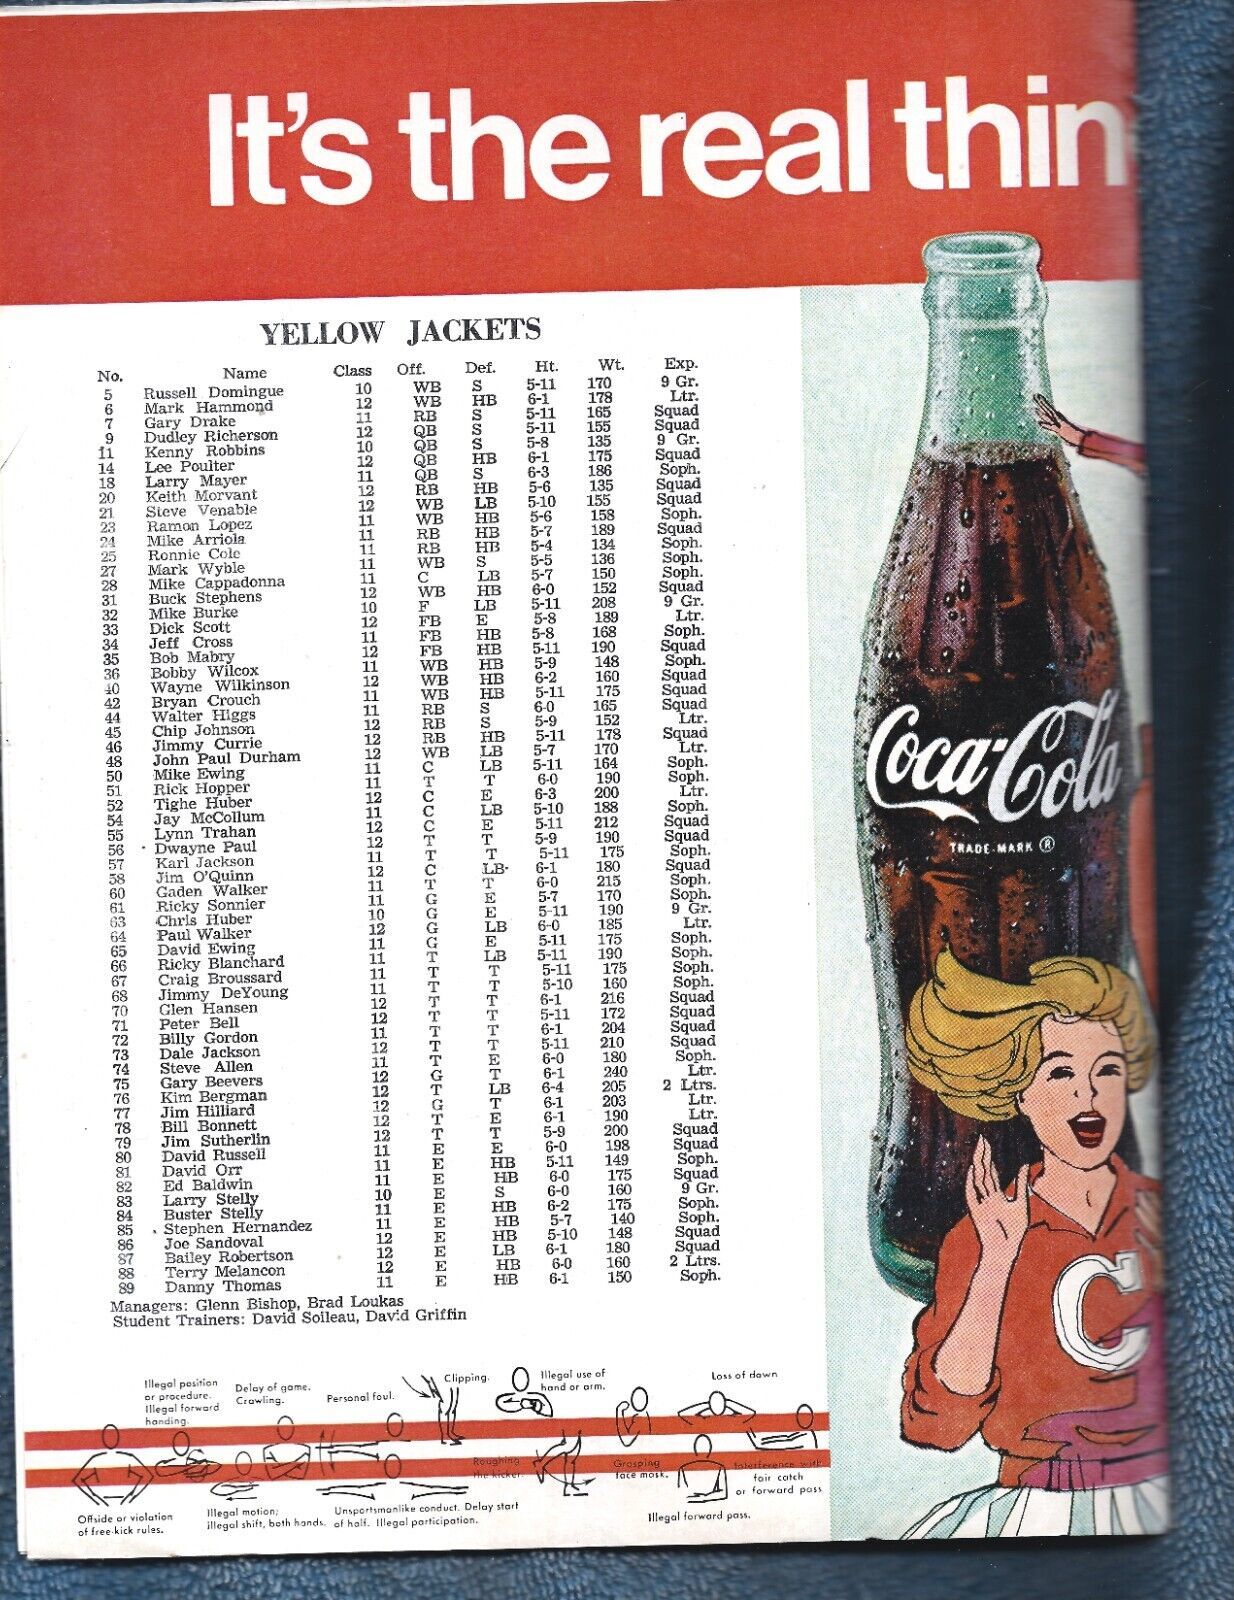 It's the real thin
YELLOW JACKETS
No. Name Class Off. Def. Ht. Wt. Exp.
5 Russell Domingue 10 WB S 5-11 170 9 Gr.
6 Mark Hammond 12 WB HB 6-1 178 Ltr.
7 Gary Drake 11 RB S 5-11 165 Squad
9 Dudley Richerson 12 QB S 5-11 155 Squad
11 Kenny Robbins 10 QB S 5-8 135 9 Gr.
14 Lee Poulter 12 QB HB 6-1 175 Squad
18 Larry Mayer 11 QB S 6-3 186 Soph.
20 Keith Morvant 12 RB HB 5-6 135 Squad
21 Steve Venable 12 WB LB 5-10 155 Squad
23 Ramon Lopez 11 WB HB 5-6 158 Soph.
24 Mike Arriola 11 RB HB 5-7 189 Squad
25 Ronnie Cole 11 RB HB 5-4 134 Soph.
27 Mark Wyble 11 WB S 5-5 136 Soph.
28 Mike Cappadonna 11 C LB 5-7 150 Soph.
31 Buck Stephens 12 WB HB 6-0 152 Squad
32 Mike Burke 10 F LB 5-11 208 9 Gr.
33 Dick Scott 12 FB E 5-8 189 Ltr.
34 Jeff Cross 11 FB HB 5-8 168 Soph.
35 Bob Mabry 12 FB HB 5-11 190 Squad
36 Bobby Wilcox 11 WB HB 5-9 148 Soph.
40 Wayne Wilkinson 12 WB HB 6-2 160 Squad
42 Bryan Crouch 11 WB HB 5-11 175 Squad
44 Walter Higgs 11 RB S 6-0 165 Squad
45 Chip Johnson 12 RB S 5-9 152 Ltr.
46 Jimmy Currie 12 RB HB 5-11 178 Squad
48 John Paul Durham 12 WB LB 5-7 170 Ltr.
50 Mike Ewing 11 C LB 5-11 164 Soph.
51 Rick Hopper 11 T T 6-0 190 Soph.
52 Tighe Huber 12 C E 6-3 200 Ltr.
54 Jay McCollum 11 C LB 5-10 188 Soph.
55 Lynn Trahan 12 C E 5-11 212 Squad
56 Dwayne Paul 12 T T 5-9 190 Squad
57 Karl Jackson 11 T T 5-11 175 Soph.
58 Jim O'Quinn 12 C LB 6-1 180 Squad
60 Gaden Walker 11 T T 6-0 215 Soph.
61 Ricky Sonnier 11 G E 5-7 170 Soph.
63 Chris Huber 10 G E 5-11 190 9 Gr.
64 Paul Walker 12 G LB 6-0 185 Ltr.
65 David Ewing 11 G E 5-11 175 Soph.
66 Ricky Blanchard 11 T LB 5-11 190 Soph.
67 Craig Broussard 11 T T 5-11 175 Soph.
68 Jimmy DeYoung 11 T T 5-10 160 Soph.
70 Glen Hansen 12 T T 6-1 216 Squad
71 Peter Bell 12 T T 5-11 172 Squad
72 Billy Gordon 11 T T 6-1 204 Squad
73 Dale Jackson 12 T T 5-11 210 Squad
74 Steve Allen 11 T E 6-0 180 Soph.
75 Gary Beevers 12 G T 6-1 240 Ltr.
76 Kim Bergman 12 T LB 6-4 205 2 Ltrs.
77 Jim Hilliard 12 G T 6-1 203 Ltr.
78 Bill Bonnett 12 T E 6-1 190 Ltr.
79 Jim Sutherlin 12 T T 5-9 200 Squad
80 David Russell 11 E E 6-0 198 Squad
81 David Orr 11 E HB 5-11 149 Soph.
82 Ed Baldwin 11 E HB 6-0 175 Squad
83 Larry Stelly 10 E S 6-0 160 9 Gr.
84 Buster Stelly 11 E HB 6-2 175 Soph.
85 Stephen Hernandez 11 E HB 5-7 140 Soph.
86 Joe Sandoval 12 E HB 5-10 148 Squad
87 Bailey Robertson 12 E LB 6-1 180 Squad
88 Terry Melancon 12 E HB 6-0 160 2 Ltrs.
89 Danny Thomas 11 E HB 6-1 150 Soph.
Managers: Glenn Bishop, Brad Loukas
Student Trainers: David Soileau, David Griffin
Coca-Cola
TRADE-MARK ®
C
Illegal position
or procedure.
Illegal forward
handing.
Delay of game.
Crawling.
Personal foul.
Clipping.
Illegal use of
hand or arm.
Loss of down
Offside or violation
of free-kick rules.
Illegal motion;
illegal shift, both hands.
Unsportsmanlike conduct. Delay start
of half. Illegal participation.
Roughing
the kicker.
Grasping
face mask.
Illegal forward pass.
Interference with
fair catch
or forward pass